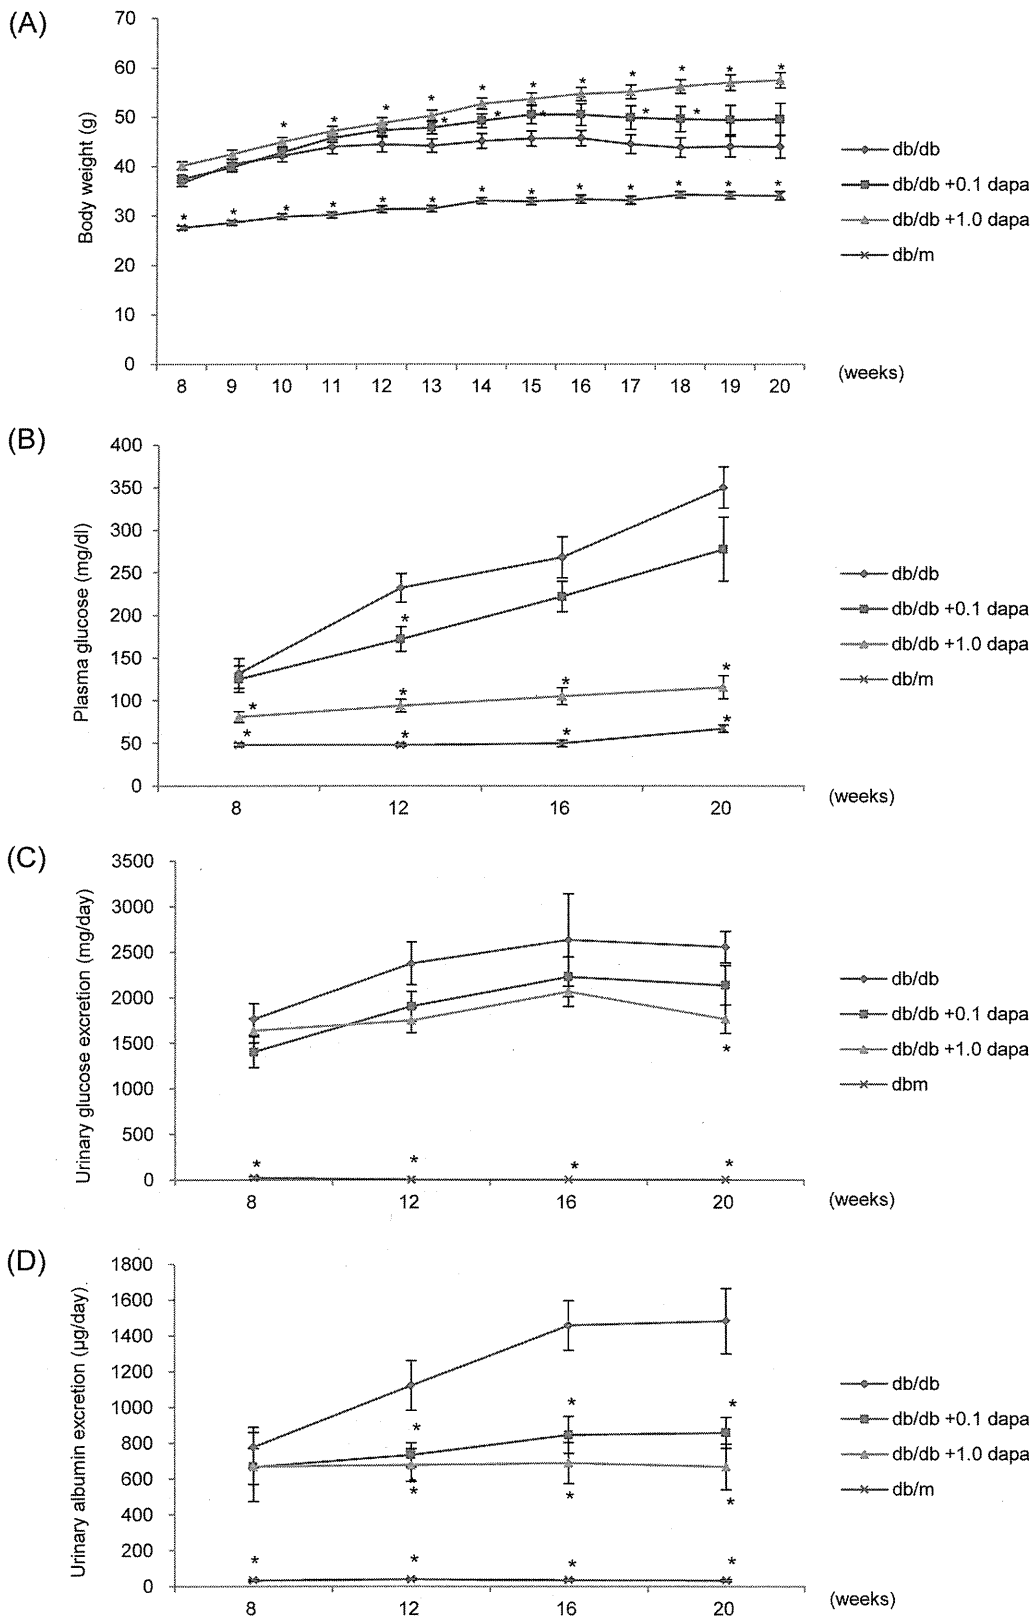 (A)
Body weight (g)
70
60
50
40
30
20
10
0
8 9 10 11 12 13 14 15 16 17 18 19 20 (weeks)
db/db
db/db +0.1 dapa
db/db +1.0 dapa
db/m
(B)
Plasma glucose (mg/dl)
400
350
300
250
200
150
100
50
0
8 12 16 20 (weeks)
db/db
db/db +0.1 dapa
db/db +1.0 dapa
db/m
(C)
Urinary glucose excretion (mg/day)
3500
3000
2500
2000
1500
1000
500
0
8 12 16 20 (weeks)
db/db
db/db +0.1 dapa
db/db +1.0 dapa
dbm
(D)
Urinary albumin excretion (µg/day).
1800
1600
1400
1200
1000
800
600
400
200
0
8 12 16 20 (weeks)
db/db
db/db +0.1 dapa
db/db +1.0 dapa
db/m